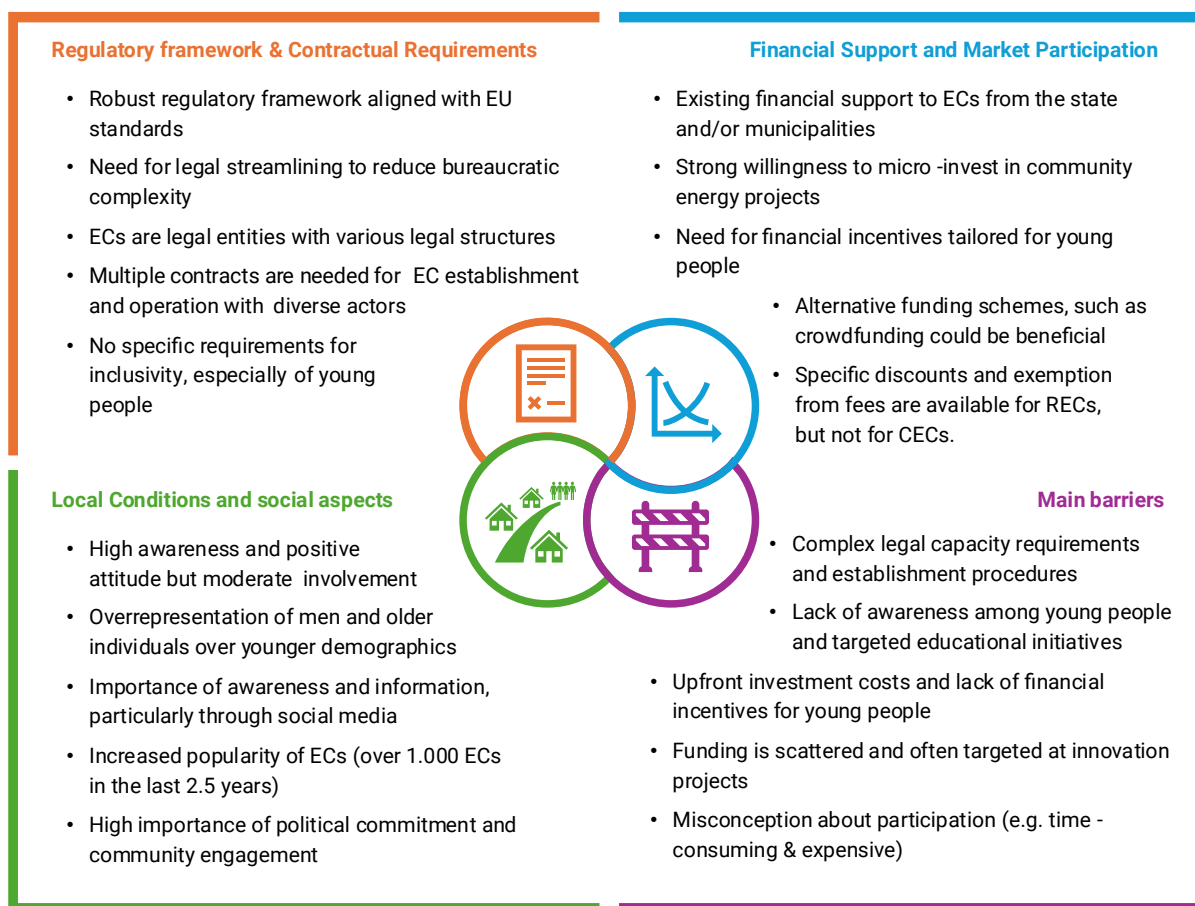 Regulatory framework & Contractual Requirements
• Robust regulatory framework aligned with EU
standards
• Need for legal streamlining to reduce bureaucratic
complexity
• ECs are legal entities with various legal structures
• Multiple contracts are needed for EC establishment
and operation with diverse actors
• No specific requirements for
inclusivity, especially of young
people
Financial Support and Market Participation
• Existing financial support to ECs from the state
and/or municipalities
• Strong willingness to micro -invest in community
energy projects
• Need for financial incentives tailored for young
people
• Alternative funding schemes, such as
crowdfunding could be beneficial
• Specific discounts and exemption
from fees are available for RECs,
but not for CECs.
Local Conditions and social aspects
• High awareness and positive
attitude but moderate involvement
• Overrepresentation of men and older
individuals over younger demographics
• Importance of awareness and information,
particularly through social media
• Increased popularity of ECs (over 1.000 ECs
in the last 2.5 years)
• High importance of political commitment and
community engagement
Main barriers
• Complex legal capacity requirements
and establishment procedures
• Lack of awareness among young people
and targeted educational initiatives
• Upfront investment costs and lack of financial
incentives for young people
• Funding is scattered and often targeted at innovation
projects
• Misconception about participation (e.g. time -
consuming & expensive)